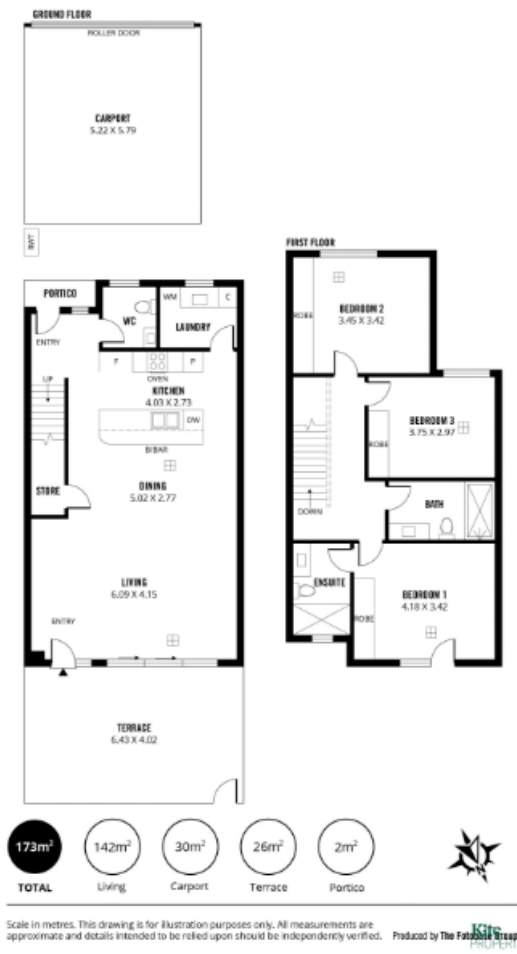 GROUND FLOOR
ROLLER DOOR
CARPORT
5.22 X 5.79
RWT
PORTICO
WC
WM
C
LAUNDRY
ENTRY
F
OVEN
P
UP
KITCHEN
4.03 X 2.73
DW
B/BAR
STORE
DINING
5.02 X 2.77
LIVING
6.09 X 4.15
ENTRY
TERRACE
6.43 X 4.02
FIRST FLOOR
ROBE
BEDROOM 2
3.45 X 3.42
BEDROOM 3
3.75 X 2.97
ROBE
DOWN
BATH
ENSUITE
ROBE
BEDROOM 1
4.18 X 3.42
173m²
TOTAL
142m²
Living
30m²
Carport
26m²
Terrace
2m²
Portico
Scale in metres. This drawing is for illustration purposes only. All measurements are
approximate and details intended to be relied upon should be independently verified.
Produced by The Group
Kite
PROPERT